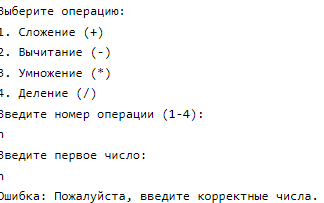 Выберите операцию:
1. Сложение (+)
2. Вычитание (-)
3. Умножение (*)
4. Деление (/)
Введите номер операции (1-4):
n
Введите первое число:
n
Ошибка: Пожалуйста, введите корректные числа.